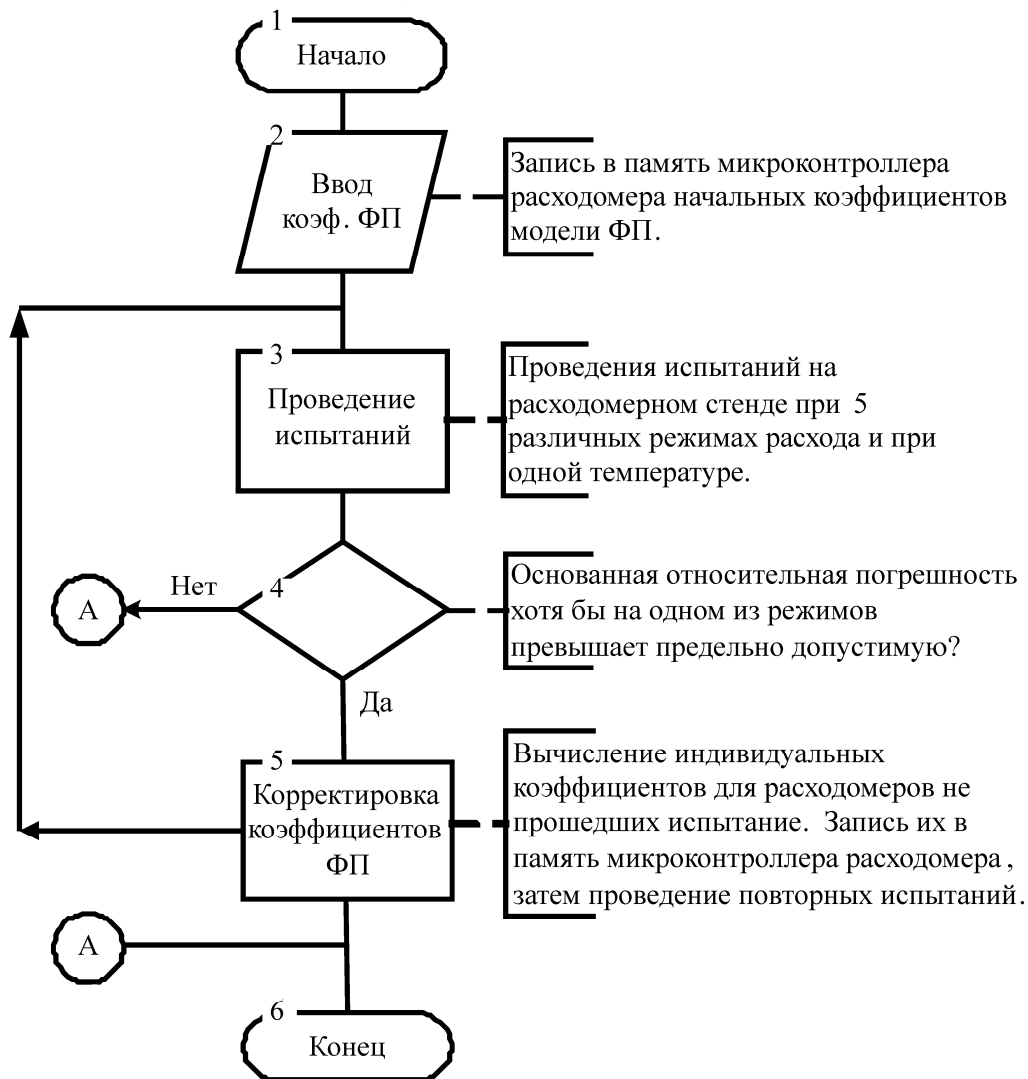 1
Начало
2
Ввод
коэф. ФП
Запись в память микроконтроллера
расходомера начальных коэффициентов
модели ФП.
3
Проведение
испытаний
Проведения испытаний на
расходомерном стенде при 5
различных режимах расхода и при
одной температуре.
А
Нет
4
Основанная относительная погрешность
хотя бы на одном из режимов
превышает предельно допустимую?
Да
5
Корректировка
коэффициентов
ФП
Вычисление индивидуальных
коэффициентов для расходомеров не
прошедших испытание. Запись их в
память микроконтроллера расходомера,
затем проведение повторных испытаний.
А
6
Конец